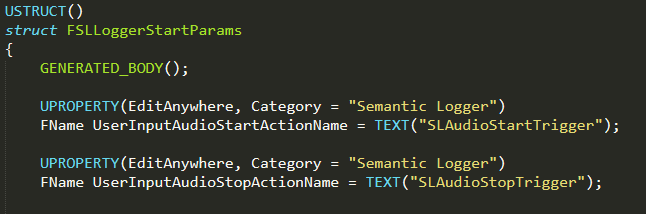 USTRUCT()
struct FSLLoggerStartParams
{
GENERATED_BODY();
UPROPERTY(EditAnywhere, Category = "Semantic Logger")
FName UserInputAudioStartActionName = TEXT("SLAudioStartTrigger");
UPROPERTY(EditAnywhere, Category = "Semantic Logger")
FName UserInputAudioStopActionName = TEXT("SLAudioStopTrigger");